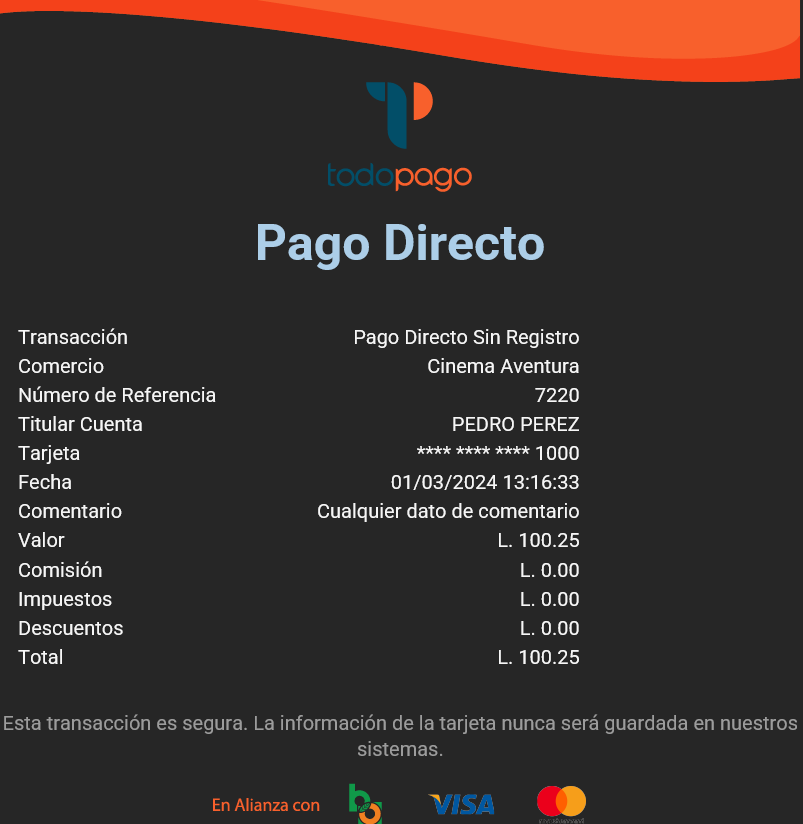 todopago
Pago Directo
Transacción Pago Directo Sin Registro
Comercio Cinema Aventura
Número de Referencia 7220
Titular Cuenta PEDRO PEREZ
Tarjeta **** **** **** 1000
Fecha 01/03/2024 13:16:33
Comentario Cualquier dato de comentario
Valor L. 100.25
Comisión L. 0.00
Impuestos L. 0.00
Descuentos L. 0.00
Total L. 100.25
Esta transacción es segura. La información de la tarjeta nunca será guardada en nuestros
sistemas.
En Alianza con VISA